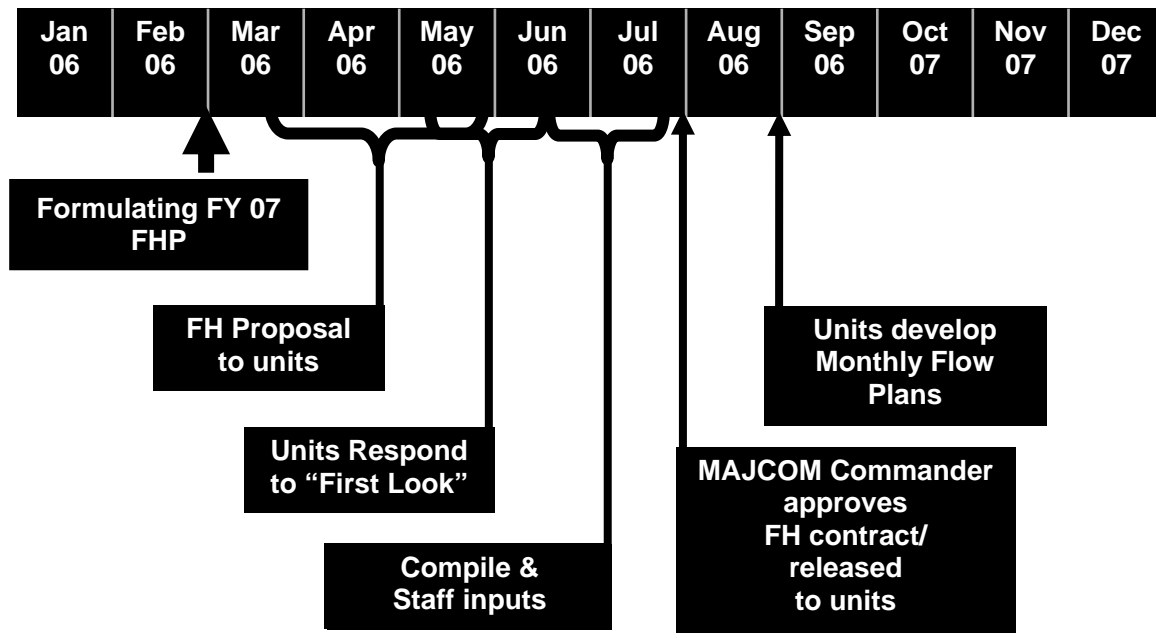 Jan Feb Mar Apr May Jun Jul Aug Sep Oct Nov Dec
06 06 06 06 06 06 06 06 06 07 07 07
Formulating FY 07
FHP
FH Proposal
to units
Units Respond
to “First Look”
Compile &
Staff inputs
MAJCOM Commander
approves
FH contract/
released
to units
Units develop
Monthly Flow
Plans